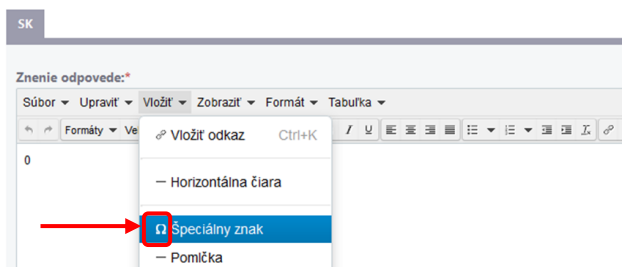 SK
Znenie odpovede:*
Súbor Upraviť Vložiť Zobraziť Formát Tabuľka
Formáty Ve
Vložiť odkaz Ctrl+K
0
— Horizontálna čiara
Ω Špeciálny znak
— Pomlčka